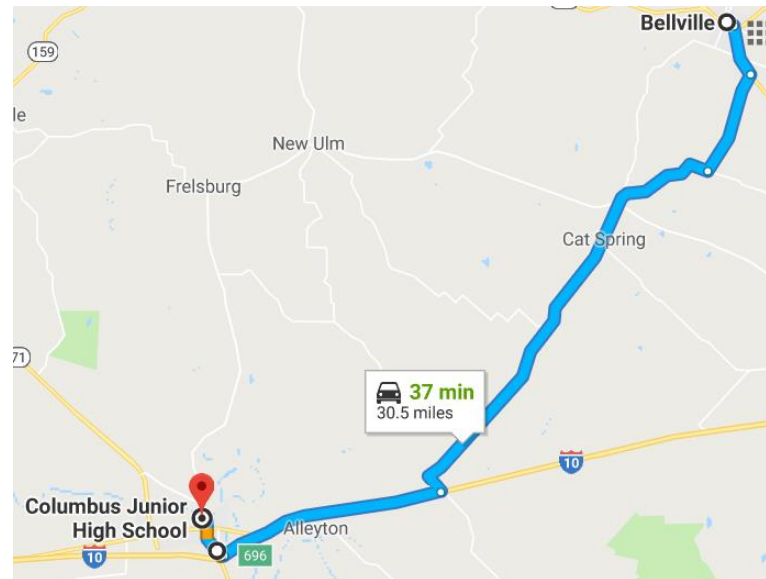 Bellville
159
le
New Ulm
Frelsburg
Cat Spring
71
37 min
30.5 miles
10
Columbus Junior
High School
Alleyton
696
10